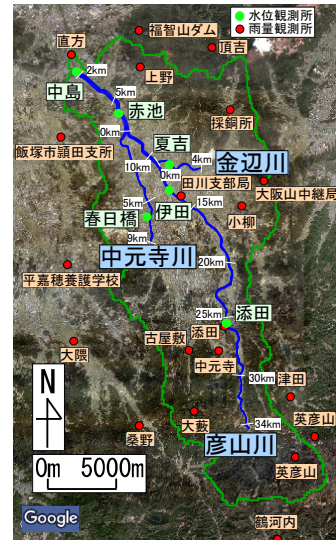 水位観測所
雨量観測所
福智山ダム
直方
頂吉
2km
上野
中島
5km
赤池
採銅所
0km
飯塚市頴田支所
夏吉
10km
4km
金辺川
0km
田川支部局
大阪山中継局
5km
伊田
15km
小柳
春日橋
9km
中元寺川
20km
平嘉穂養護学校
25km
添田
添田
古屋敷
大隈
中元寺
30km
津田
N
大藪
34km
桑野
彦山川
英彦山
0m 5000m
英彦山
Google
鶴河内